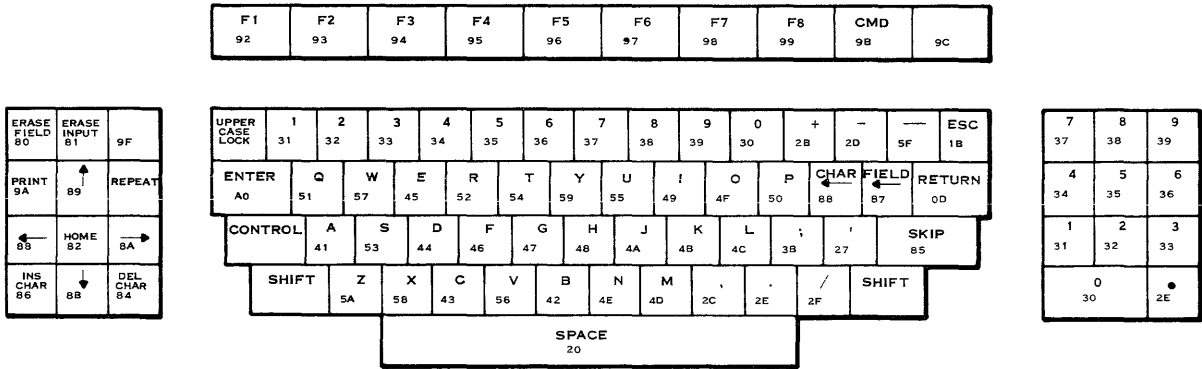 F1 F2 F3 F4 F5 F6 F7 F8 CMD
92 93 94 95 96 97 98 99 9B 9C
ERASE FIELD 80 ERASE INPUT 81 9F
PRINT 9A 89 REPEAT
88 HOME 82 8A
INS CHAR 86 8B DEL CHAR 84
UPPER CASE LOCK 1 2 3 4 5 6 7 8 9 0 + - — ESC
31 32 33 34 35 36 37 38 39 30 2B 2D 5F 1B
ENTER Q W E R T Y U I O P CHAR FIELD RETURN
A0 51 57 45 52 54 59 55 49 4F 50 88 87 0D
CONTROL A S D F G H J K L ; ' SKIP
41 53 44 46 47 48 4A 4B 4C 3B 27 85
SHIFT Z X C V B N M , . / SHIFT
5A 58 43 56 42 4E 4D 2C 2E 2F
SPACE
20
7 8 9
37 38 39
4 5 6
34 35 36
1 2 3
31 32 33
0 •
30 2E